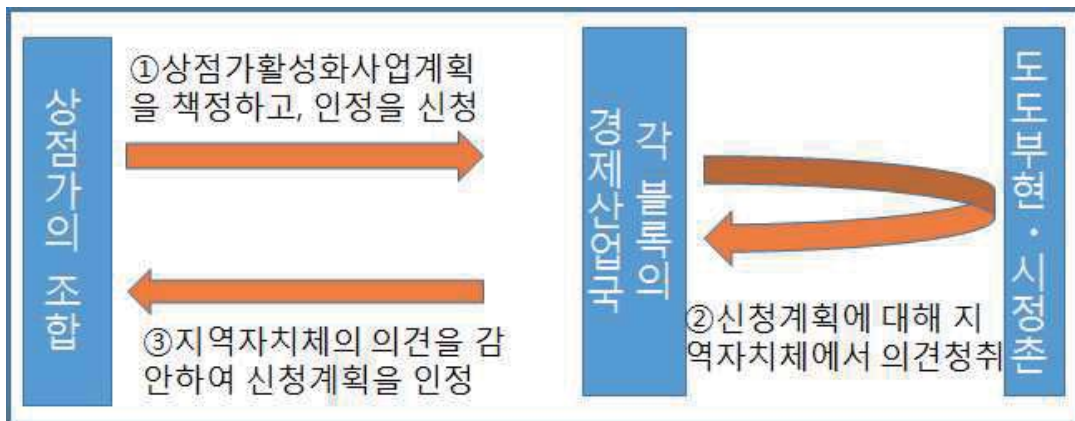 상점가의 조합
①상점가활성화사업계획
을 책정하고, 인정을 신청
③지역자치체의 의견을 감
안하여 신청계획을 인정
각 블록의
경제산업국
②신청계획에 대해 지
역자치체에서 의견청취
도도부현・시정촌